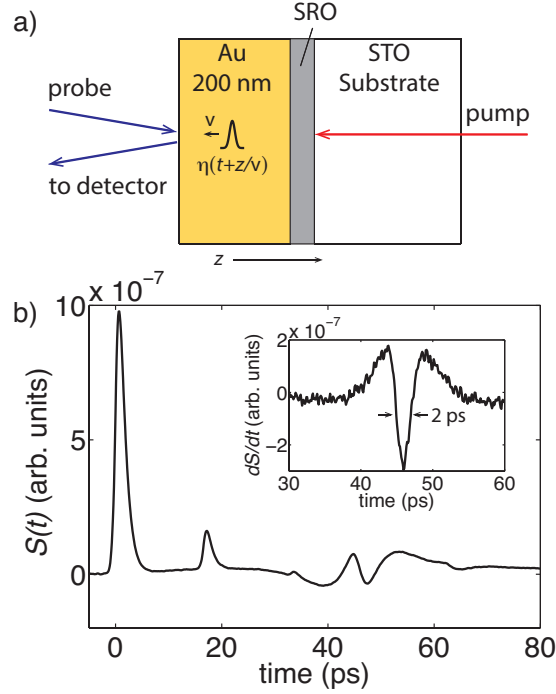 a)
SRO
Au
200 nm
STO
Substrate
probe
pump
v
η(t+z/v)
to detector
z
b)
10 x 10⁻⁷
5
0
S(t) (arb. units)
x 10⁻⁷
2
0
−2
dS/dt (arb. units)
2 ps
30 40 50 60
time (ps)
0 20 40 60 80
time (ps)